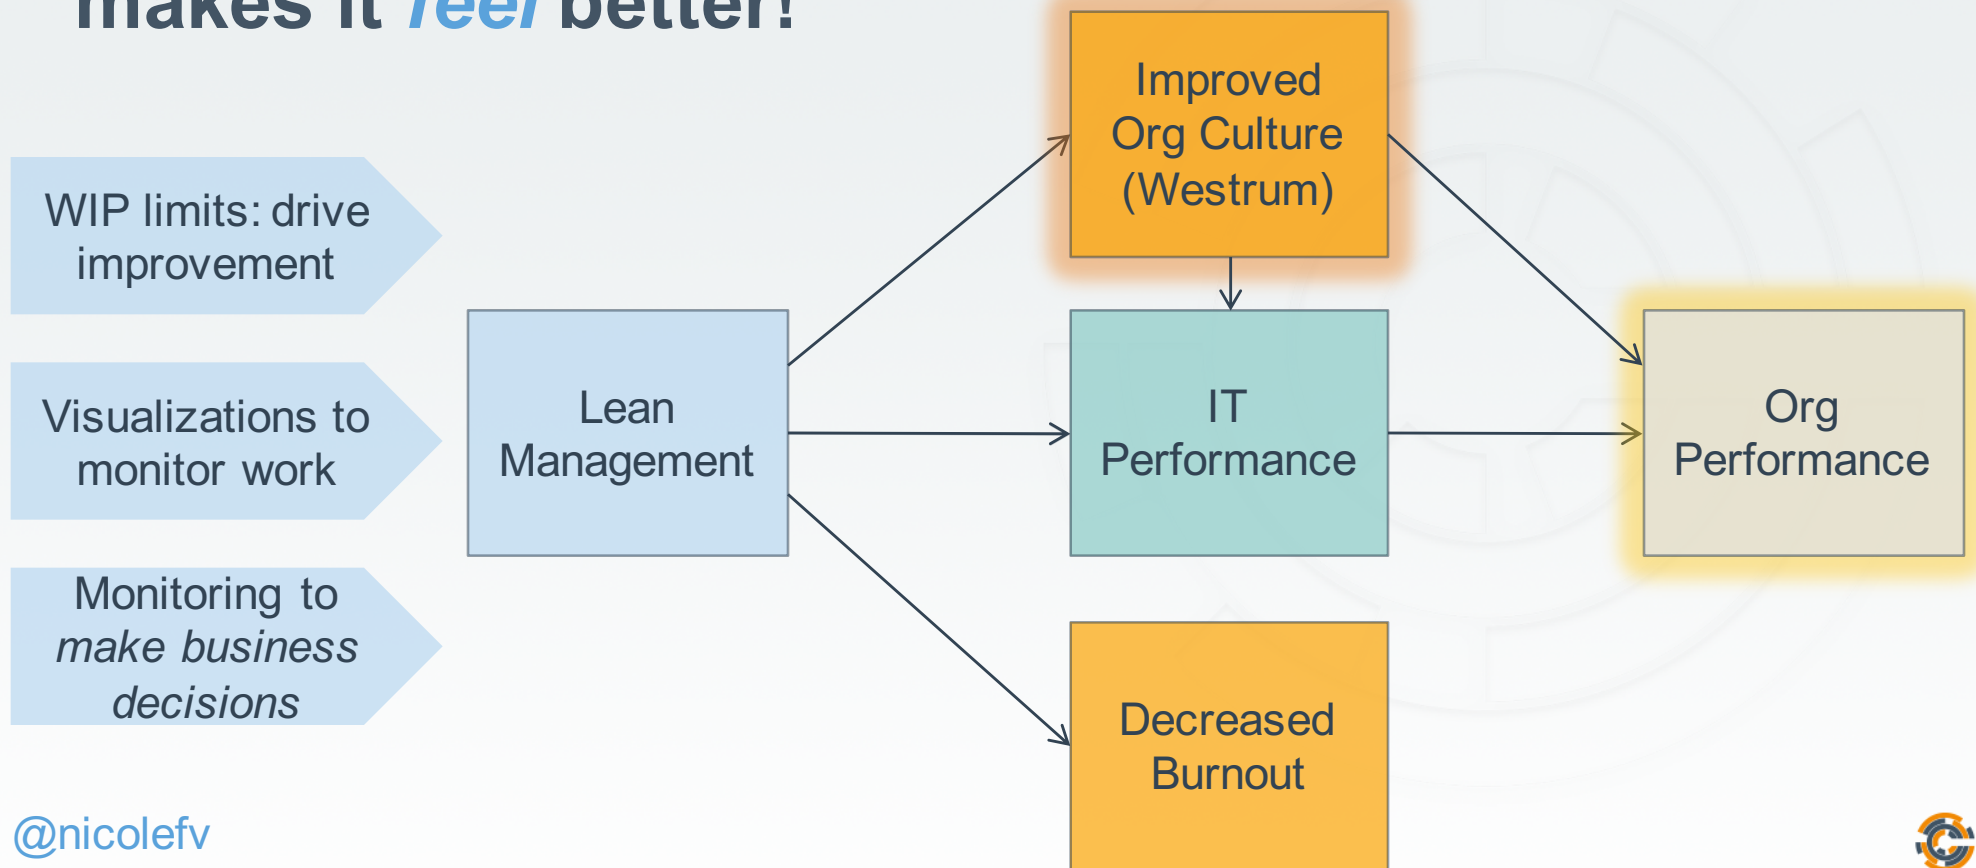 makes it feel better!
Improved
Org Culture
(Westrum)
WIP limits: drive
improvement
Visualizations to
monitor work
Monitoring to
make business
decisions
Lean
Management
IT
Performance
Org
Performance
Decreased
Burnout
@nicolefv